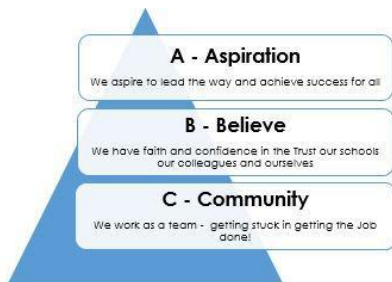 A - Aspiration
We aspire to lead the way and achieve success for all
B - Believe
We have faith and confidence in the Trust our schools
our colleagues and ourselves
C - Community
We work as a team - getting stuck in getting the Job
done!